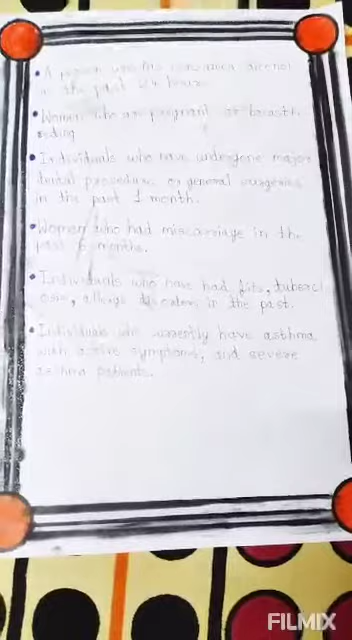 • A person who has consumed alcohol
in the past 24 hours.
• Women who are pregnant or breastfe
eding
• Individuals who have undergone major
dental procedures or general surgeries
in the past 1 month.
• Women who had miscarriage in the
past 6 months.
• Individuals who have had fits, tubercl
osis, allergic disorders in the past.
• Individuals who currently have asthma
with active symptoms, and severe
asthma patients.
FILMIX